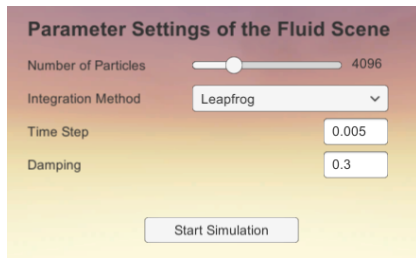 Parameter Settings of the Fluid Scene
Number of Particles 4096
Integration Method Leapfrog
Time Step 0.005
Damping 0.3
Start Simulation